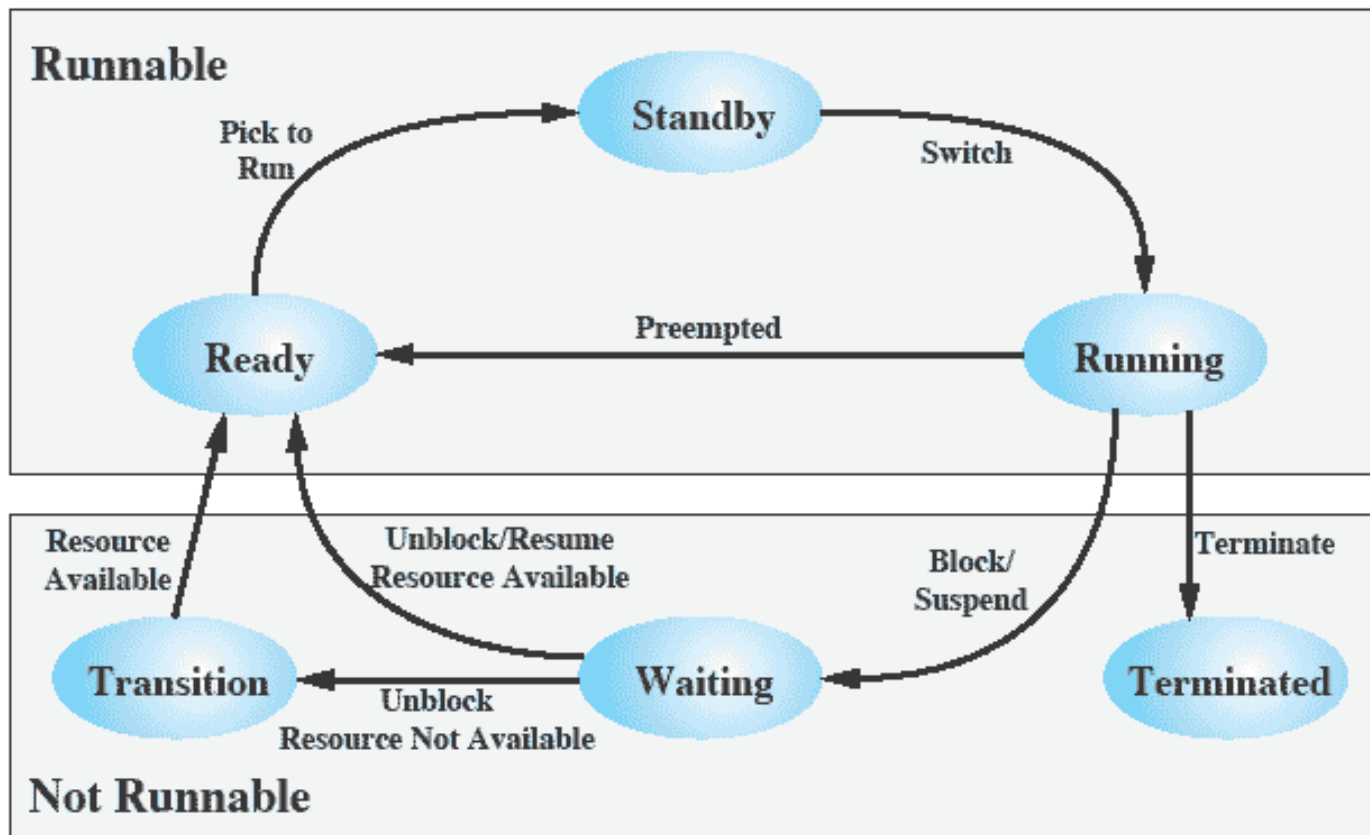 Runnable
Standby
Pick to
Run
Switch
Preempted
Ready
Running
Resource
Available
Unblock/Resume
Resource Available
Block/
Suspend
Terminate
Transition
Waiting
Terminated
Unblock
Resource Not Available
Not Runnable